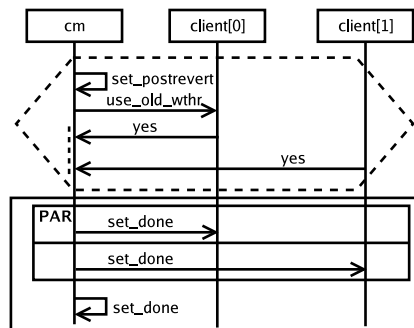 cm client[0] client[1]
set_postrevert
use_old_wthr
yes
yes
PAR
set_done
set_done
set_done